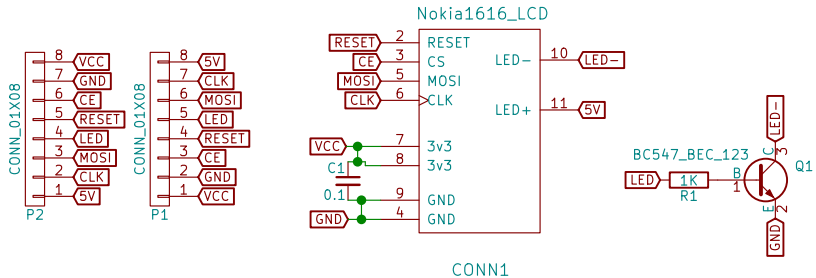 Nokia1616_LCD
RESET 2 RESET
CE 3 CS
MOSI 5 MOSI
CLK 6 CLK
LED- 10 LED-
LED+ 11 5V
VCC 7 3v3
8 3v3
C1
0.1
9 GND
GND 4 GND
CONN1
CONN_01X08
8 VCC
7 GND
6 CE
5 RESET
4 LED
3 MOSI
2 CLK
1 5V
P2
CONN_01X08
8 5V
7 CLK
6 MOSI
5 LED
4 RESET
3 CE
2 GND
1 VCC
P1
LED-
BC547_BEC_123
C 3
Q1
LED 1K B 1
R1
E 2
GND